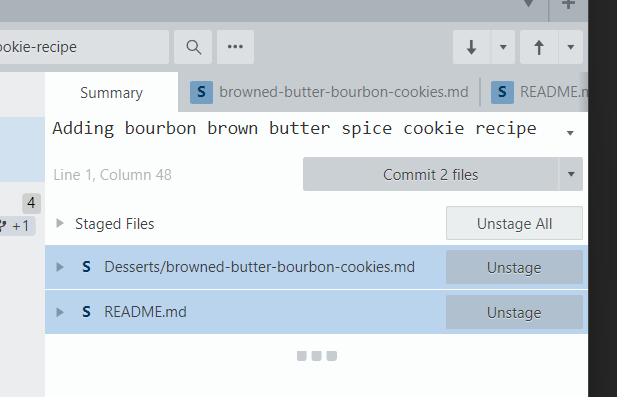 ookie-recipe
Summary
S browned-butter-bourbon-cookies.md
S README.m
Adding bourbon brown butter spice cookie recipe
Line 1, Column 48
Commit 2 files
4
+1
Staged Files
Unstage All
S Desserts/browned-butter-bourbon-cookies.md
Unstage
S README.md
Unstage